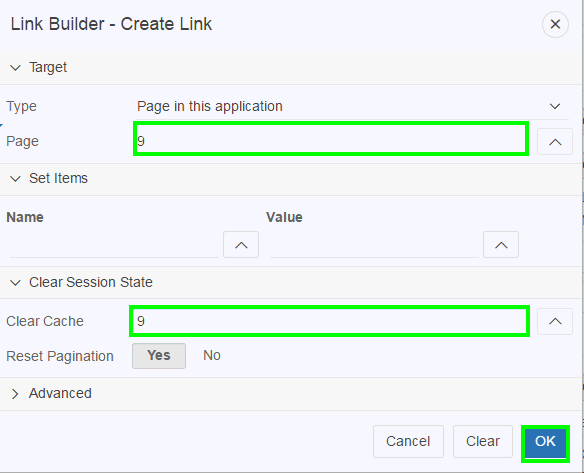 Link Builder - Create Link
Target
Type Page in this application
Page 9
Set Items
Name Value
Clear Session State
Clear Cache 9
Reset Pagination Yes No
Advanced
Cancel Clear OK